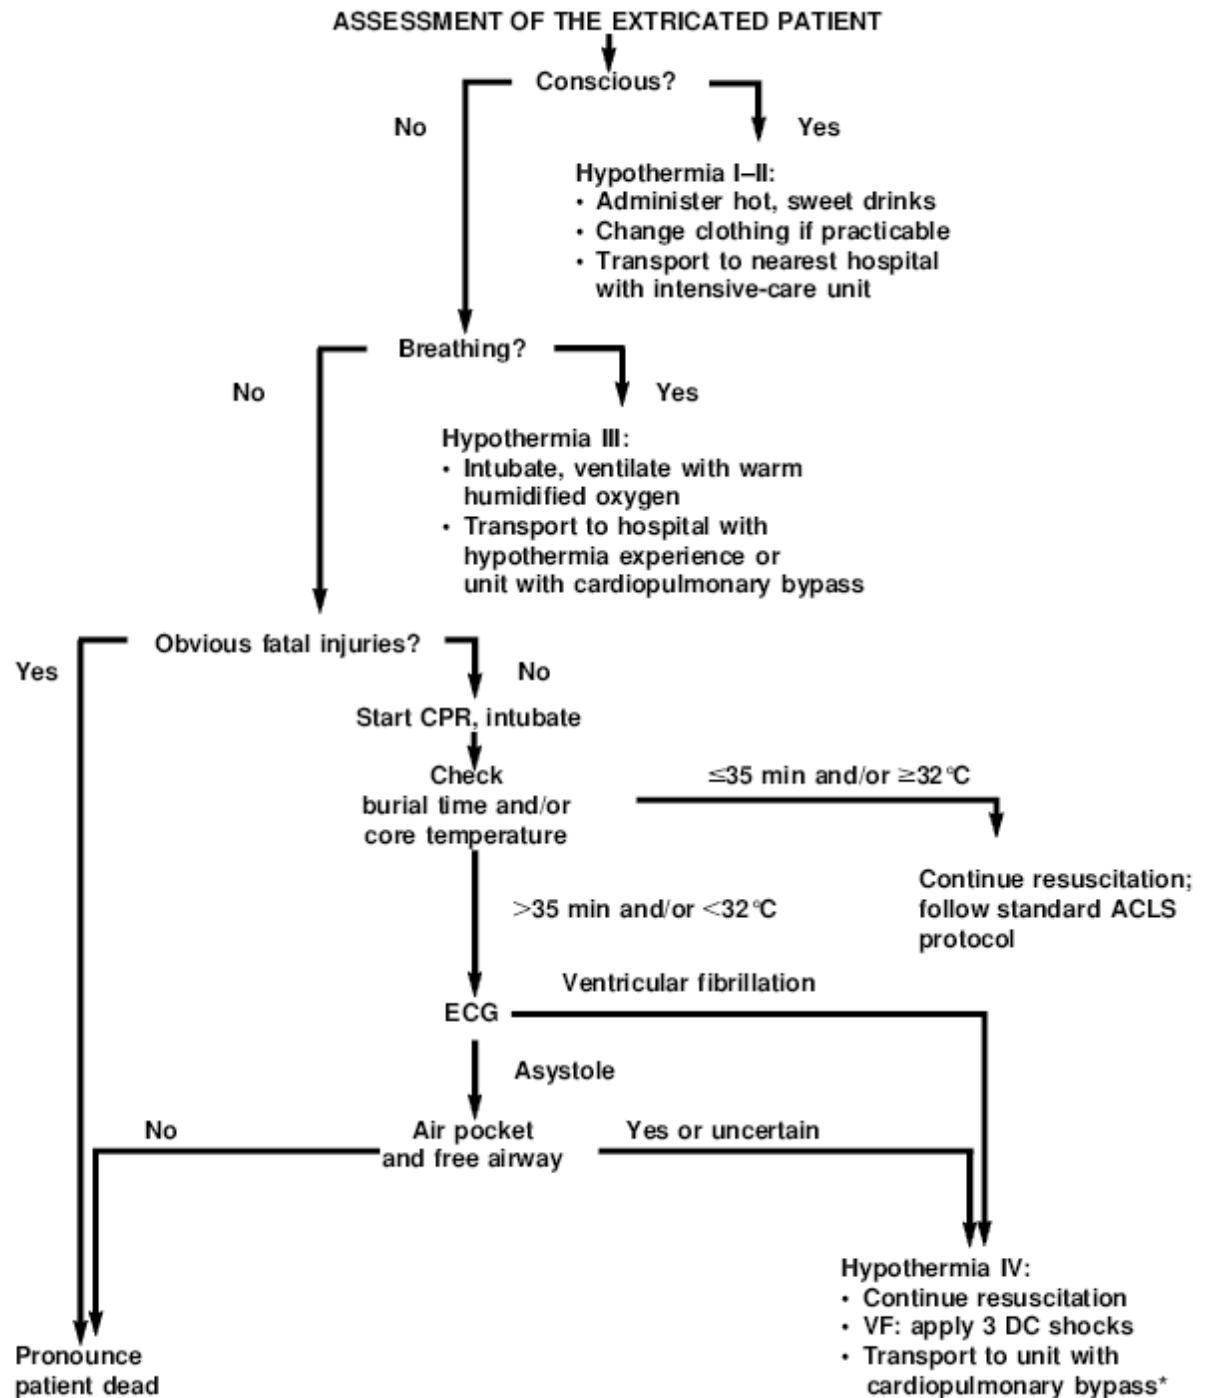 ASSESSMENT OF THE EXTRICATED PATIENT
Conscious?
No
Yes
Hypothermia I–II:
• Administer hot, sweet drinks
• Change clothing if practicable
• Transport to nearest hospital
with intensive-care unit
Breathing?
No
Yes
Hypothermia III:
• Intubate, ventilate with warm
humidified oxygen
• Transport to hospital with
hypothermia experience or
unit with cardiopulmonary bypass
Obvious fatal injuries?
Yes
No
Start CPR, intubate
Check
burial time and/or
core temperature
≤35 min and/or ≥32°C
Continue resuscitation;
follow standard ACLS
protocol
>35 min and/or <32°C
Ventricular fibrillation
ECG
Asystole
No
Air pocket
and free airway
Yes or uncertain
Hypothermia IV:
• Continue resuscitation
• VF: apply 3 DC shocks
• Transport to unit with
cardiopulmonary bypass*
Pronounce
patient dead